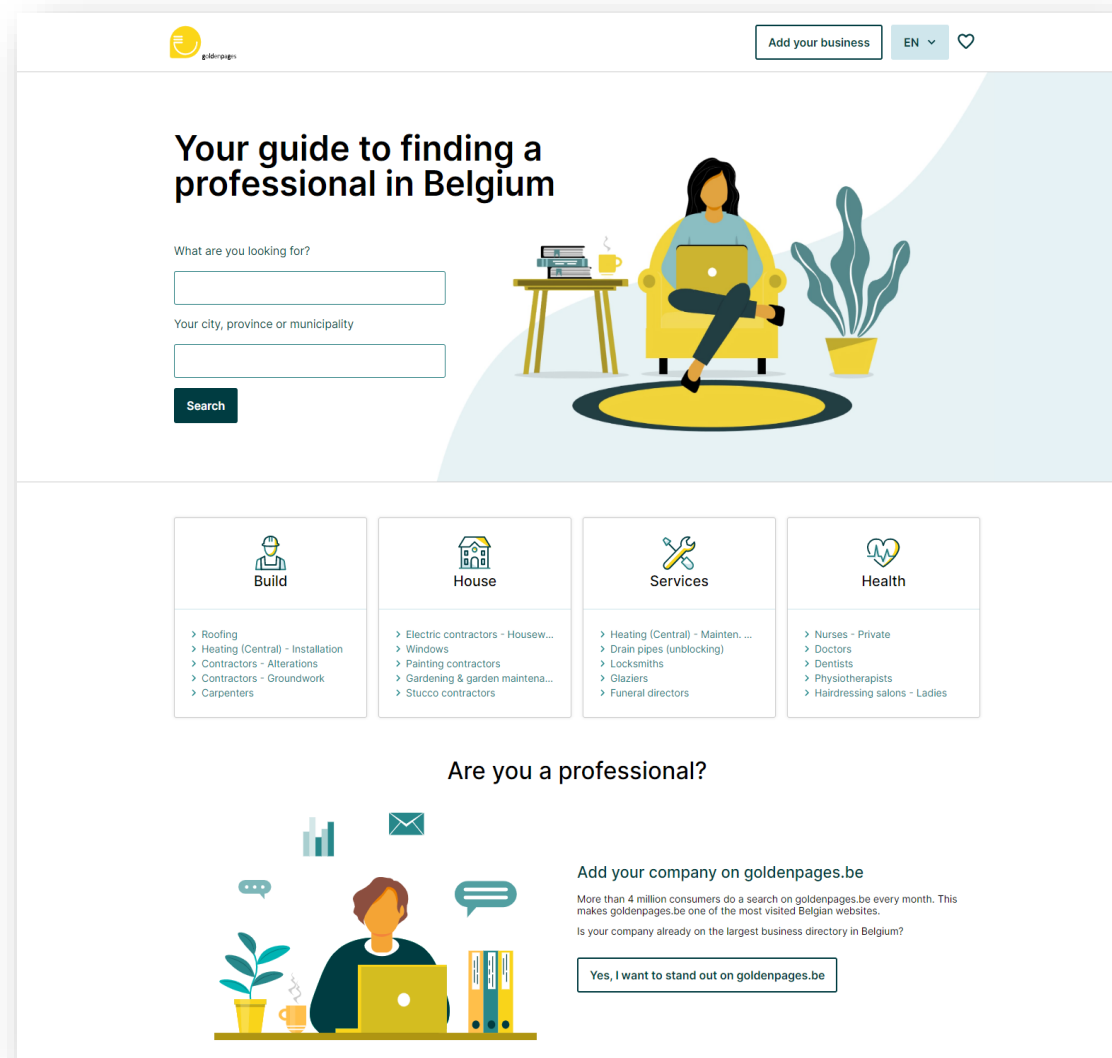 goldenpages
Add your business
EN
Your guide to finding a
professional in Belgium
What are you looking for?
Your city, province or municipality
Search
Build
Roofing
Heating (Central) - Installation
Contractors - Alterations
Contractors - Groundwork
Carpenters
House
Electric contractors - Housew...
Windows
Painting contractors
Gardening & garden maintena...
Stucco contractors
Services
Heating (Central) - Mainten. ...
Drain pipes (unblocking)
Locksmiths
Glaziers
Funeral directors
Health
Nurses - Private
Doctors
Dentists
Physiotherapists
Hairdressing salons - Ladies
Are you a professional?
Add your company on goldenpages.be
More than 4 million consumers do a search on goldenpages.be every month. This
makes goldenpages.be one of the most visited Belgian websites.
Is your company already on the largest business directory in Belgium?
Yes, I want to stand out on goldenpages.be